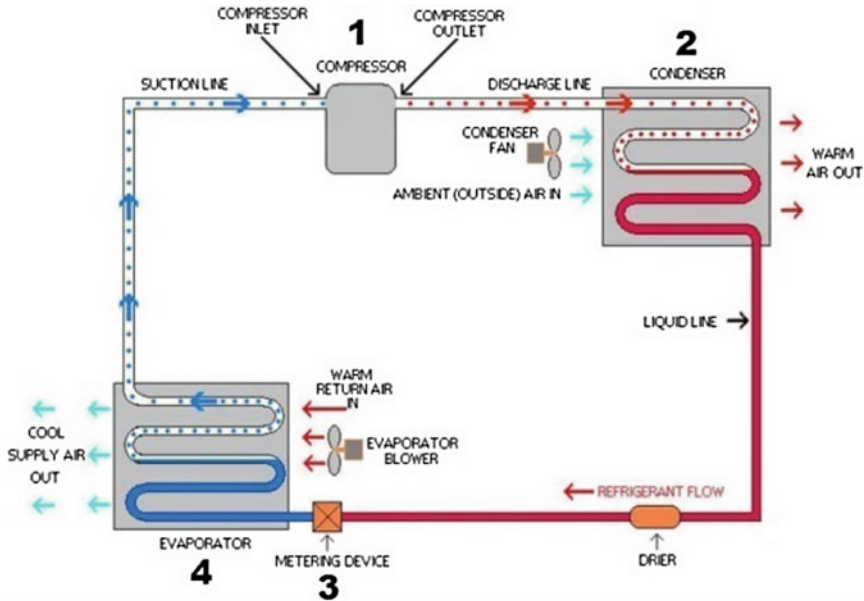 COMPRESSOR
INLET
1
COMPRESSOR
OUTLET
2
COMPRESSOR
CONDENSER
SUCTION LINE
DISCHARGE LINE
CONDENSER
FAN
WARM
AIR OUT
AMBIENT (OUTSIDE) AIR IN
LIQUID LINE
WARM
RETURN AIR
IN
COOL
SUPPLY AIR
OUT
EVAPORATOR
BLOWER
REFRIGERANT FLOW
EVAPORATOR
4
METERING DEVICE
3
DRIER